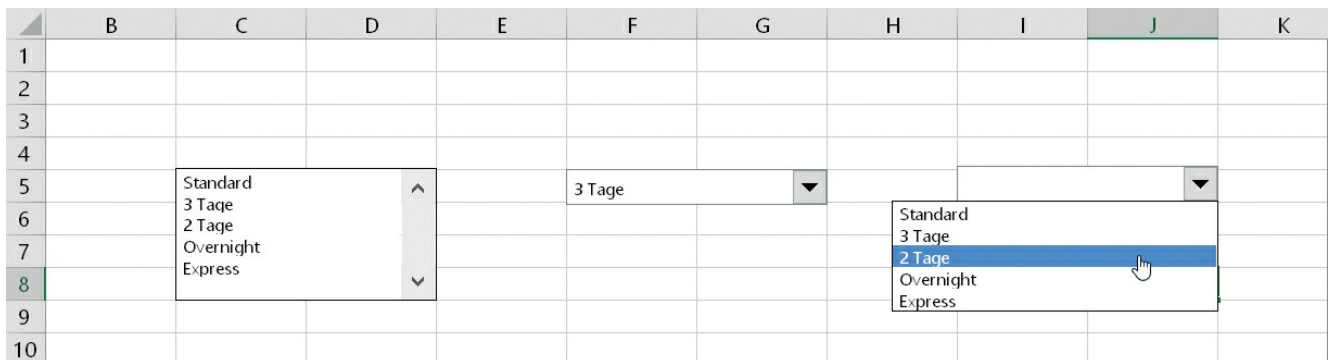 B C D E F G H I J K
1
2
3
4
5
6
7
8
9
10
Standard
3 Tage
2 Tage
Overnight
Express
3 Tage
Standard
3 Tage
2 Tage
Overnight
Express